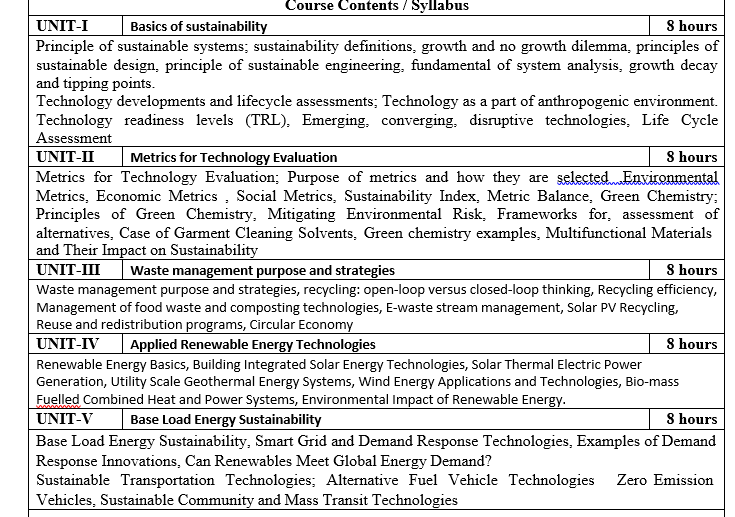 Course Contents / Syllabus
UNIT-I Basics of sustainability 8 hours
Principle of sustainable systems; sustainability definitions, growth and no growth dilemma, principles of
sustainable design, principle of sustainable engineering, fundamental of system analysis, growth decay
and tipping points.
Technology developments and lifecycle assessments; Technology as a part of anthropogenic environment.
Technology readiness levels (TRL), Emerging, converging, disruptive technologies, Life Cycle
Assessment
UNIT-II Metrics for Technology Evaluation 8 hours
Metrics for Technology Evaluation; Purpose of metrics and how they are selected Environmental
Metrics, Economic Metrics , Social Metrics, Sustainability Index, Metric Balance, Green Chemistry;
Principles of Green Chemistry, Mitigating Environmental Risk, Frameworks for, assessment of
alternatives, Case of Garment Cleaning Solvents, Green chemistry examples, Multifunctional Materials
and Their Impact on Sustainability
UNIT-III Waste management purpose and strategies 8 hours
Waste management purpose and strategies, recycling: open-loop versus closed-loop thinking, Recycling efficiency,
Management of food waste and composting technologies, E-waste stream management, Solar PV Recycling,
Reuse and redistribution programs, Circular Economy
UNIT-IV Applied Renewable Energy Technologies 8 hours
Renewable Energy Basics, Building Integrated Solar Energy Technologies, Solar Thermal Electric Power
Generation, Utility Scale Geothermal Energy Systems, Wind Energy Applications and Technologies, Bio-mass
Fuelled Combined Heat and Power Systems, Environmental Impact of Renewable Energy.
UNIT-V Base Load Energy Sustainability 8 hours
Base Load Energy Sustainability, Smart Grid and Demand Response Technologies, Examples of Demand
Response Innovations, Can Renewables Meet Global Energy Demand?
Sustainable Transportation Technologies; Alternative Fuel Vehicle Technologies Zero Emission
Vehicles, Sustainable Community and Mass Transit Technologies